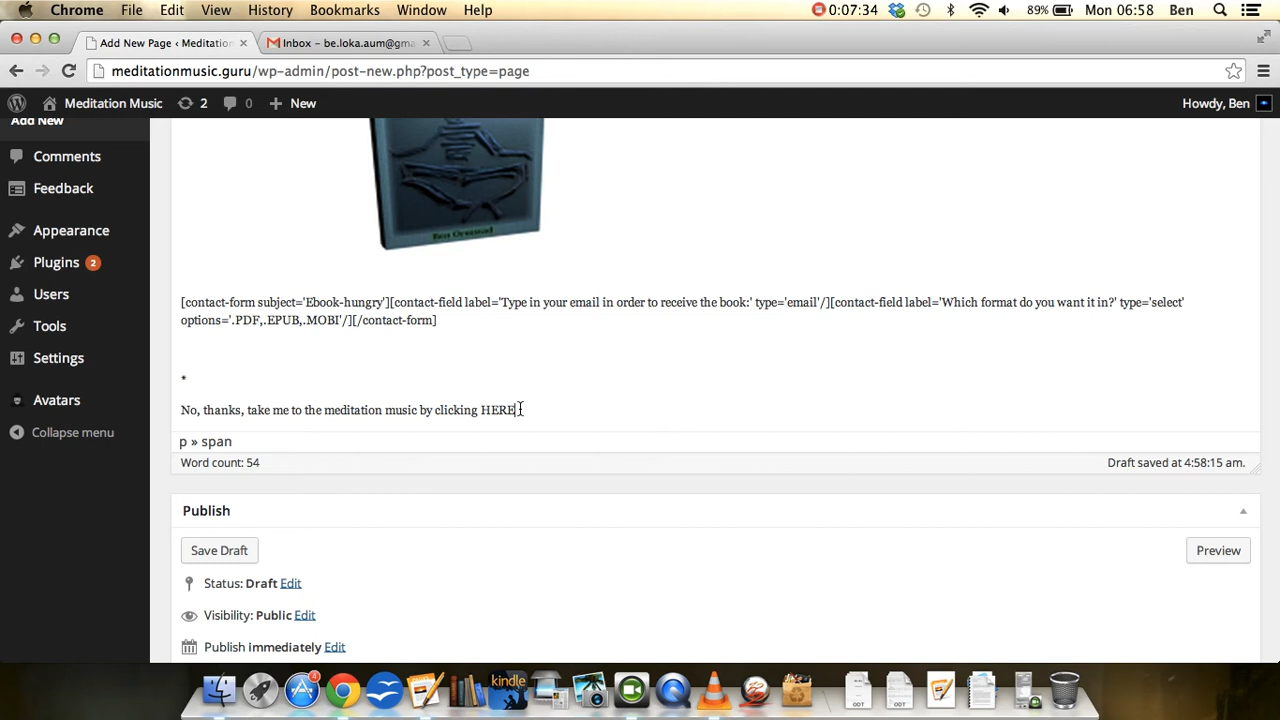 Chrome File Edit View History Bookmarks Window Help 0:07:34 89% Mon 06:58 Ben
Add New Page ‹ Meditation
Inbox – be.loka.aum@gma
meditationmusic.guru/wp-admin/post-new.php?post_type=page
Meditation Music 2 0 New Howdy, Ben
Add New
Comments
Feedback
Appearance
Plugins 2
Users
Tools
Settings
Avatars
Collapse menu
[contact-form subject='Ebook-hungry'][contact-field label='Type in your email in order to receive the book:' type='email'/][contact-field label='Which format do you want it in?' type='select'
options='.PDF,.EPUB,.MOBI'/][/contact-form]
*
No, thanks, take me to the meditation music by clicking HERE
p » span
Word count: 54 Draft saved at 4:58:15 am.
Publish
Save Draft Preview
Status: Draft Edit
Visibility: Public Edit
Publish immediately Edit
4
kindle
ODT
ODT